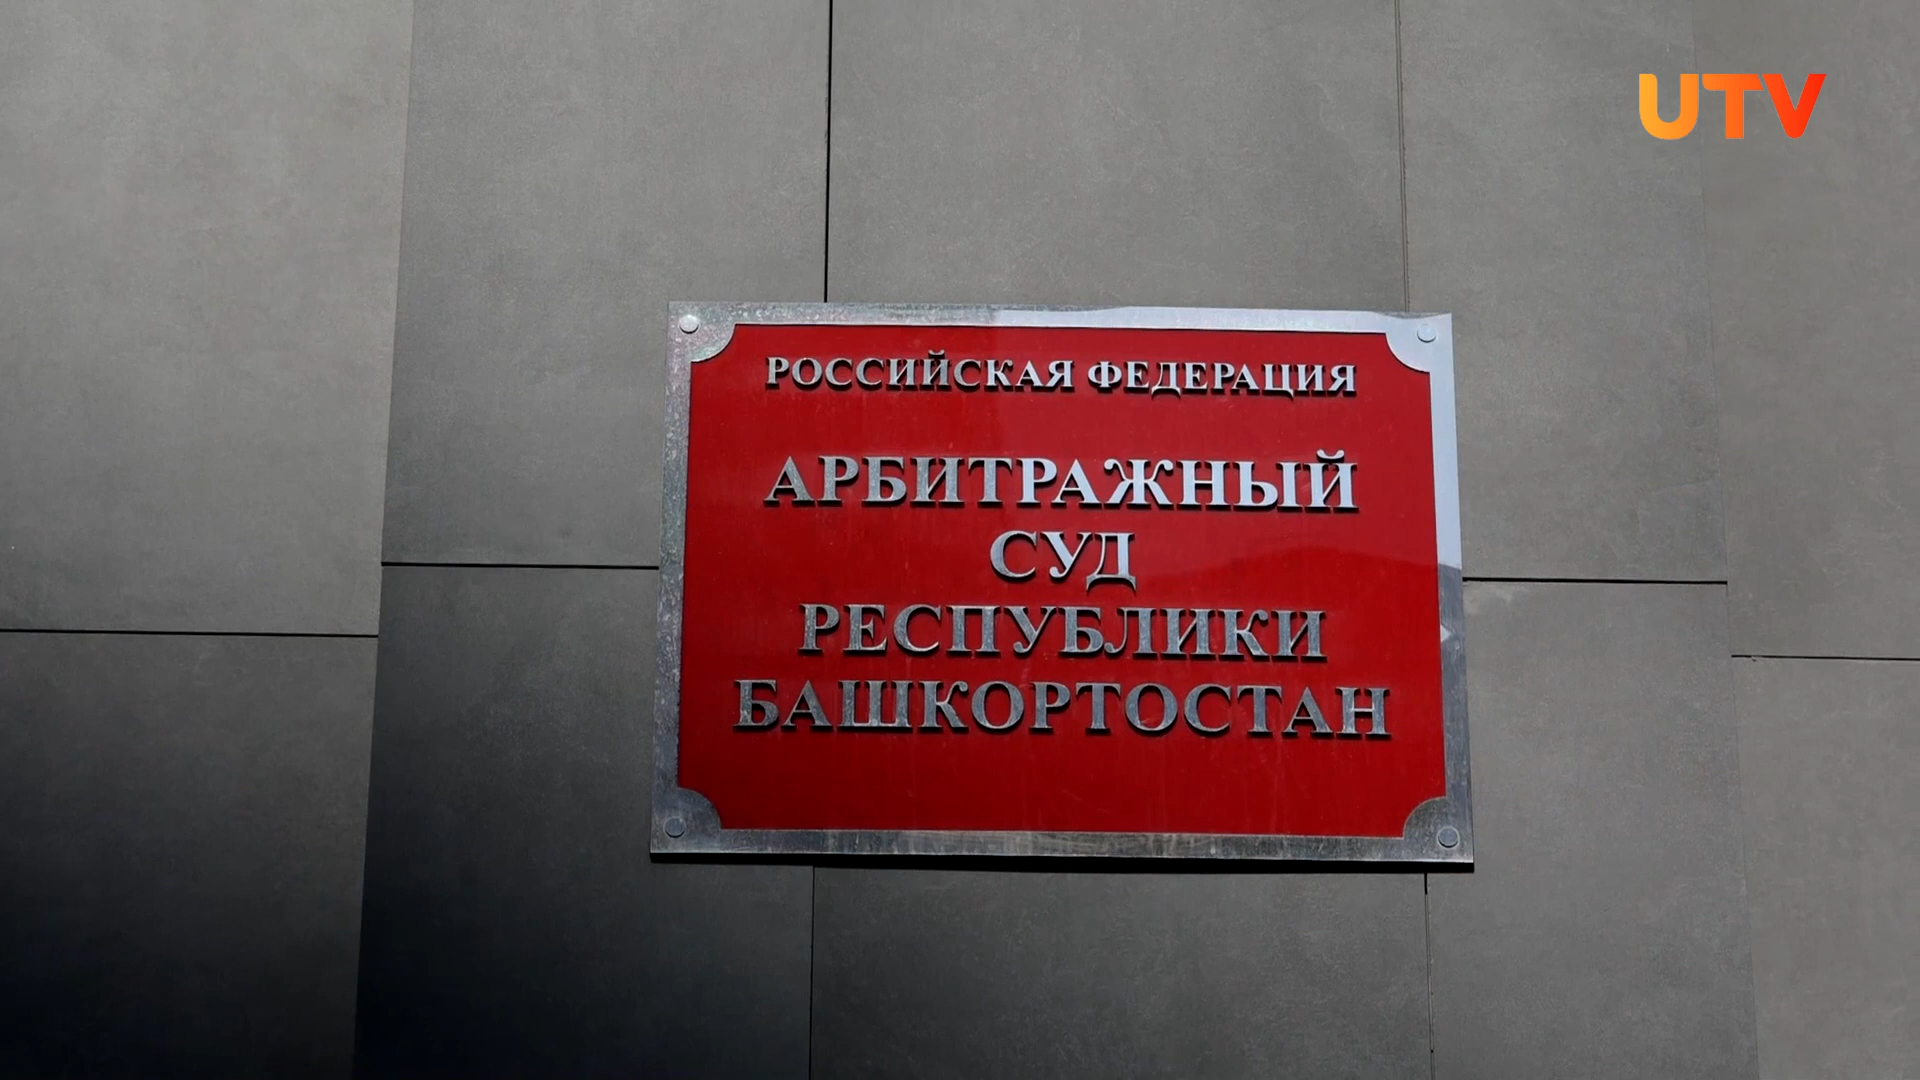 UTV
РОССИЙСКАЯ ФЕДЕРАЦИЯ
АРБИТРАЖНЫЙ
СУД
РЕСПУБЛИКИ
БАШКОРТОСТАН